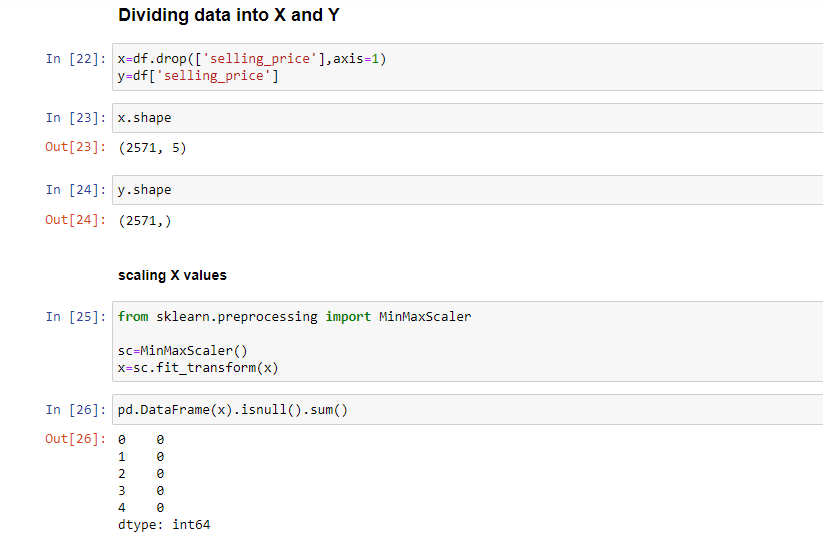 Dividing data into X and Y
In [22]: x=df.drop(['selling_price'],axis=1)
y=df['selling_price']
In [23]: x.shape
Out[23]: (2571, 5)
In [24]: y.shape
Out[24]: (2571,)
scaling X values
In [25]: from sklearn.preprocessing import MinMaxScaler
sc=MinMaxScaler()
x=sc.fit_transform(x)
In [26]: pd.DataFrame(x).isnull().sum()
Out[26]: 0    0
1    0
2    0
3    0
4    0
dtype: int64